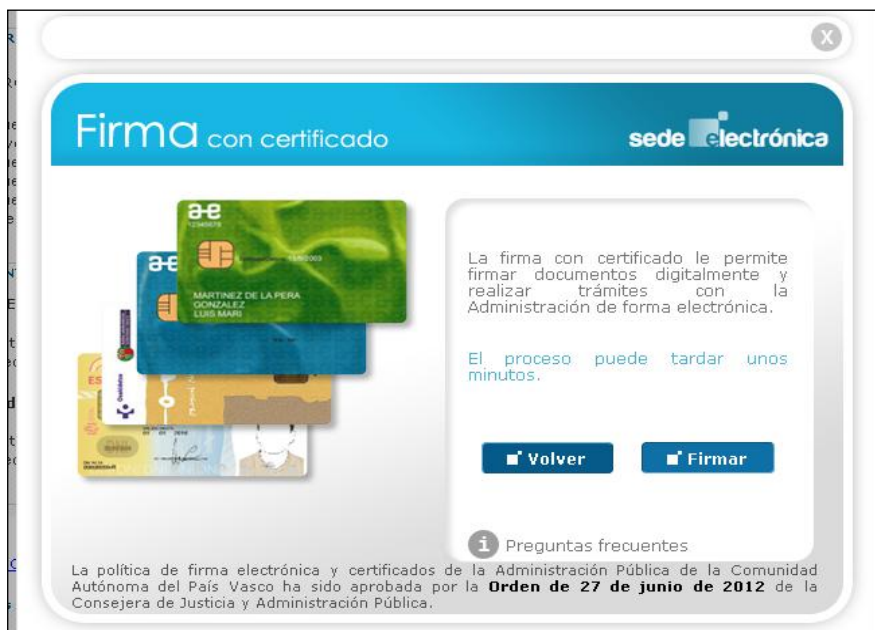 X
Firma con certificado
sede electrónica
a-e
12340078
MARTINEZ DE LA PERA
GONZALEZ
LUIS MARI
a-e
ES
La firma con certificado le permite
firmar documentos digitalmente y
realizar trámites con la
Administración de forma electrónica.
El proceso puede tardar unos
minutos.
Volver
Firmar
i Preguntas frecuentes
La política de firma electrónica y certificados de la Administración Pública de la Comunidad
Autónoma del País Vasco ha sido aprobada por la Orden de 27 de junio de 2012 de la
Consejera de Justicia y Administración Pública.